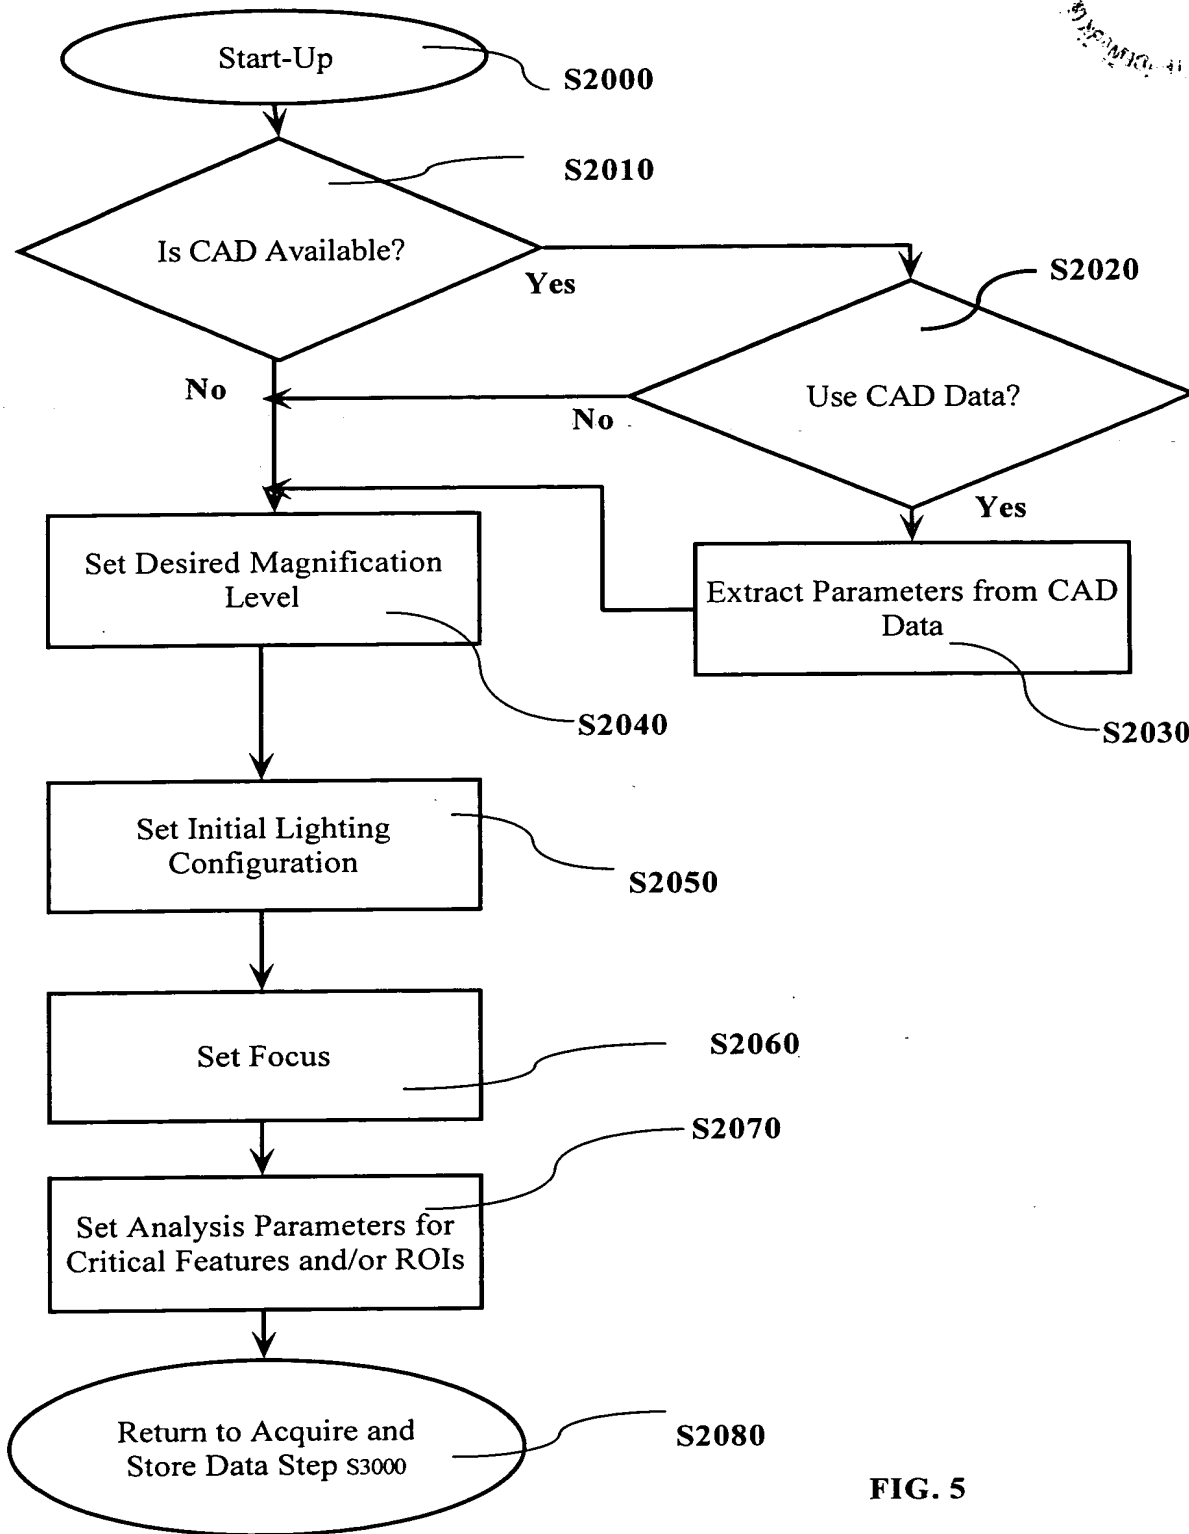 Start-Up
S2000
S2010
Is CAD Available?
Yes
S2020
No
Use CAD Data?
No
Yes
Set Desired Magnification
Level
Extract Parameters from CAD
Data
S2040
S2030
Set Initial Lighting
Configuration
S2050
Set Focus
S2060
S2070
Set Analysis Parameters for
Critical Features and/or ROIs
Return to Acquire and
Store Data Step S3000
S2080
FIG. 5